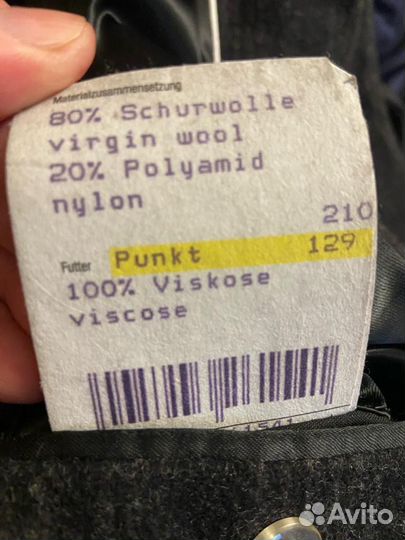 Materialzusammensetzung
80% Schurwolle
virgin wool
20% Polyamid
nylon
210
Futter Punkt 129
100% Viskose
viscose
Avito